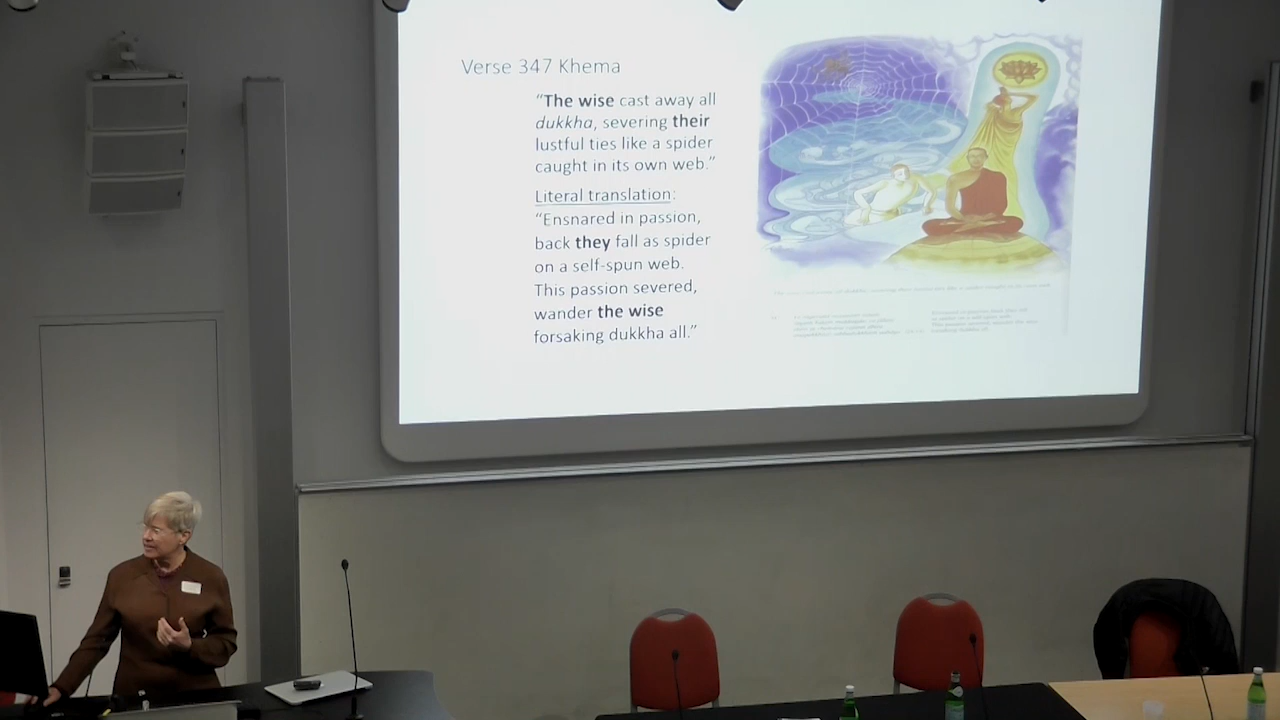 Verse 347 Khema
“The wise cast away all
dukkha, severing their
lustful ties like a spider
caught in its own web.”
Literal translation:
“Ensnared in passion,
back they fall as spider
on a self-spun web.
This passion severed,
wander the wise
forsaking dukkha all.”